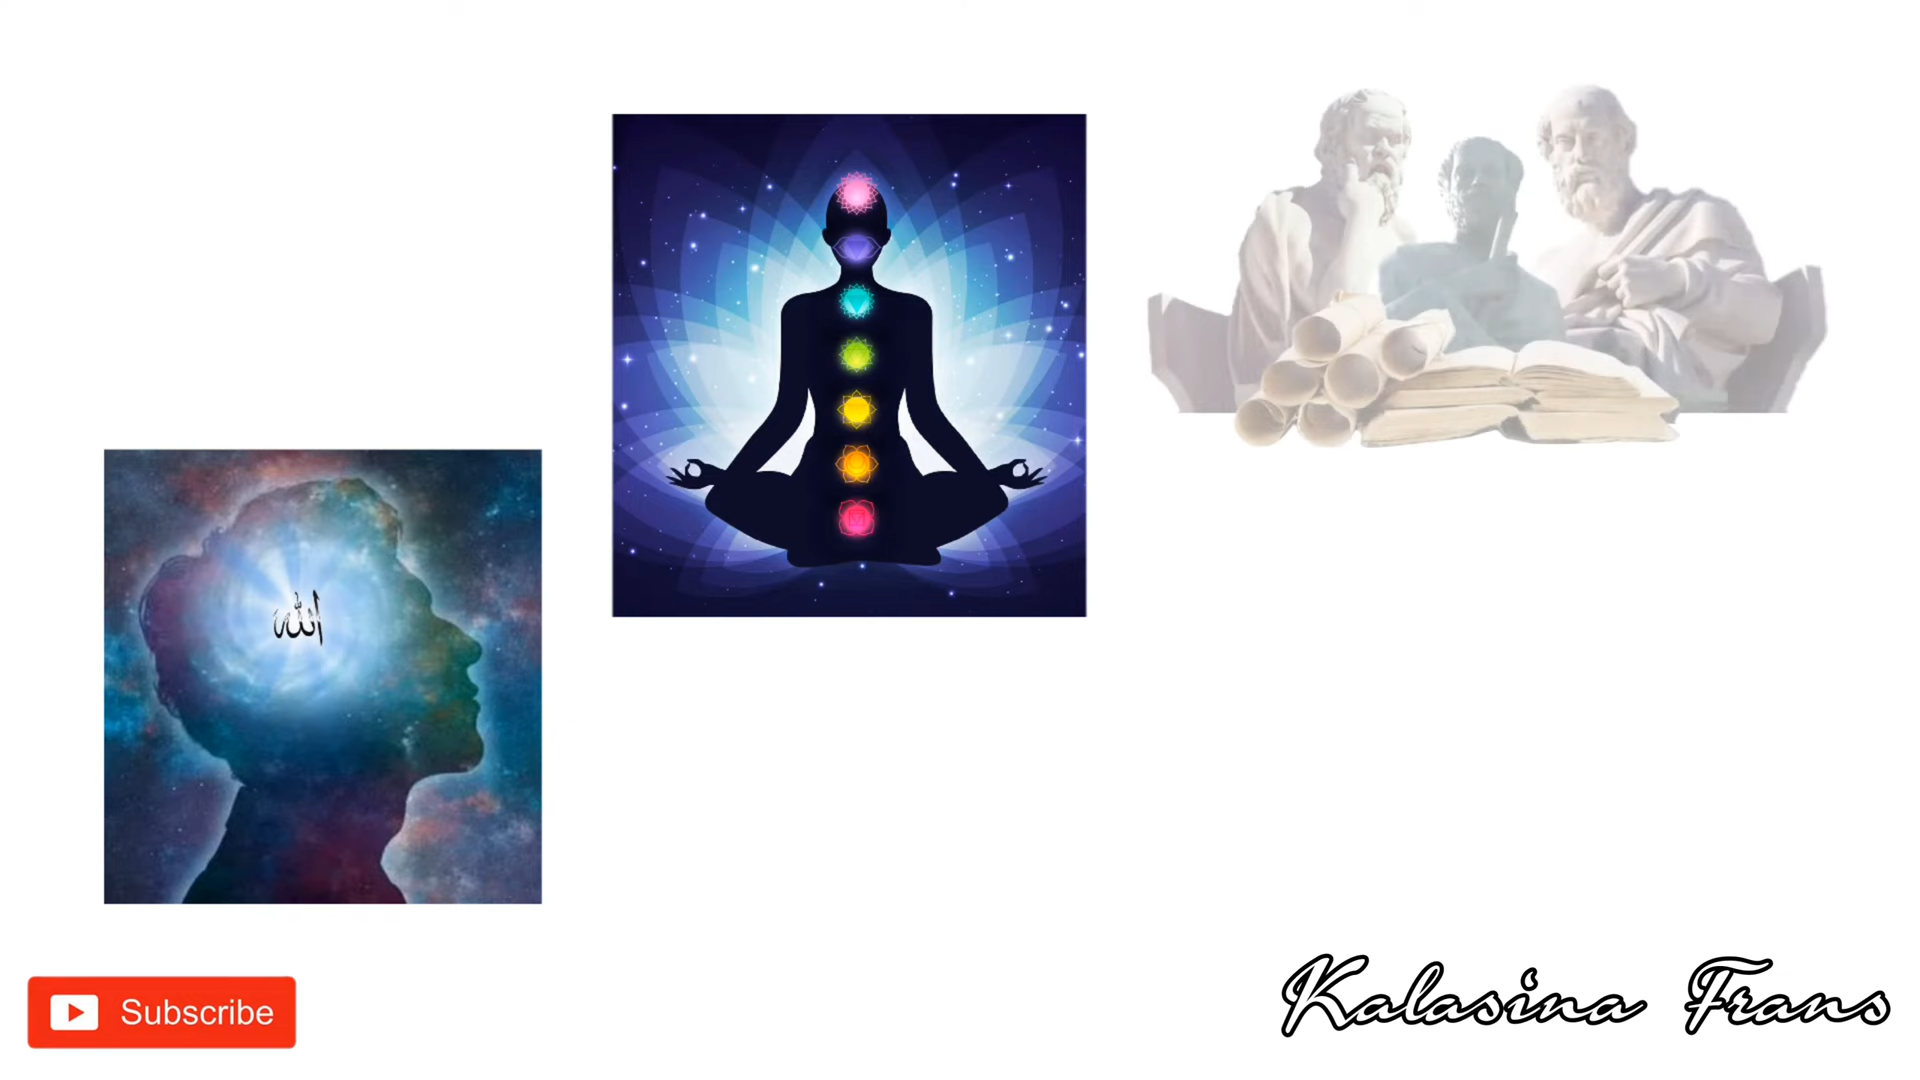 الله
Subscribe
Kalasina Frans